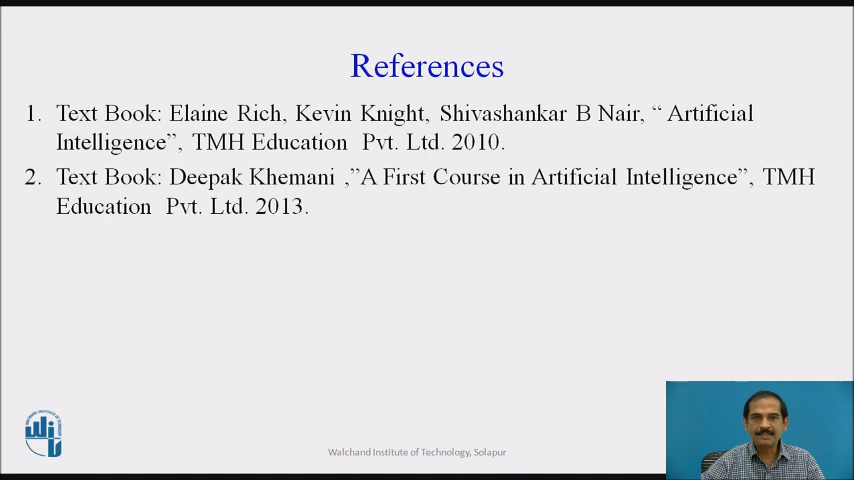 References
1. Text Book: Elaine Rich, Kevin Knight, Shivashankar B Nair, “ Artificial
Intelligence”, TMH Education Pvt. Ltd. 2010.
2. Text Book: Deepak Khemani ,”A First Course in Artificial Intelligence”, TMH
Education Pvt. Ltd. 2013.
Walchand Institute of Technology, Solapur